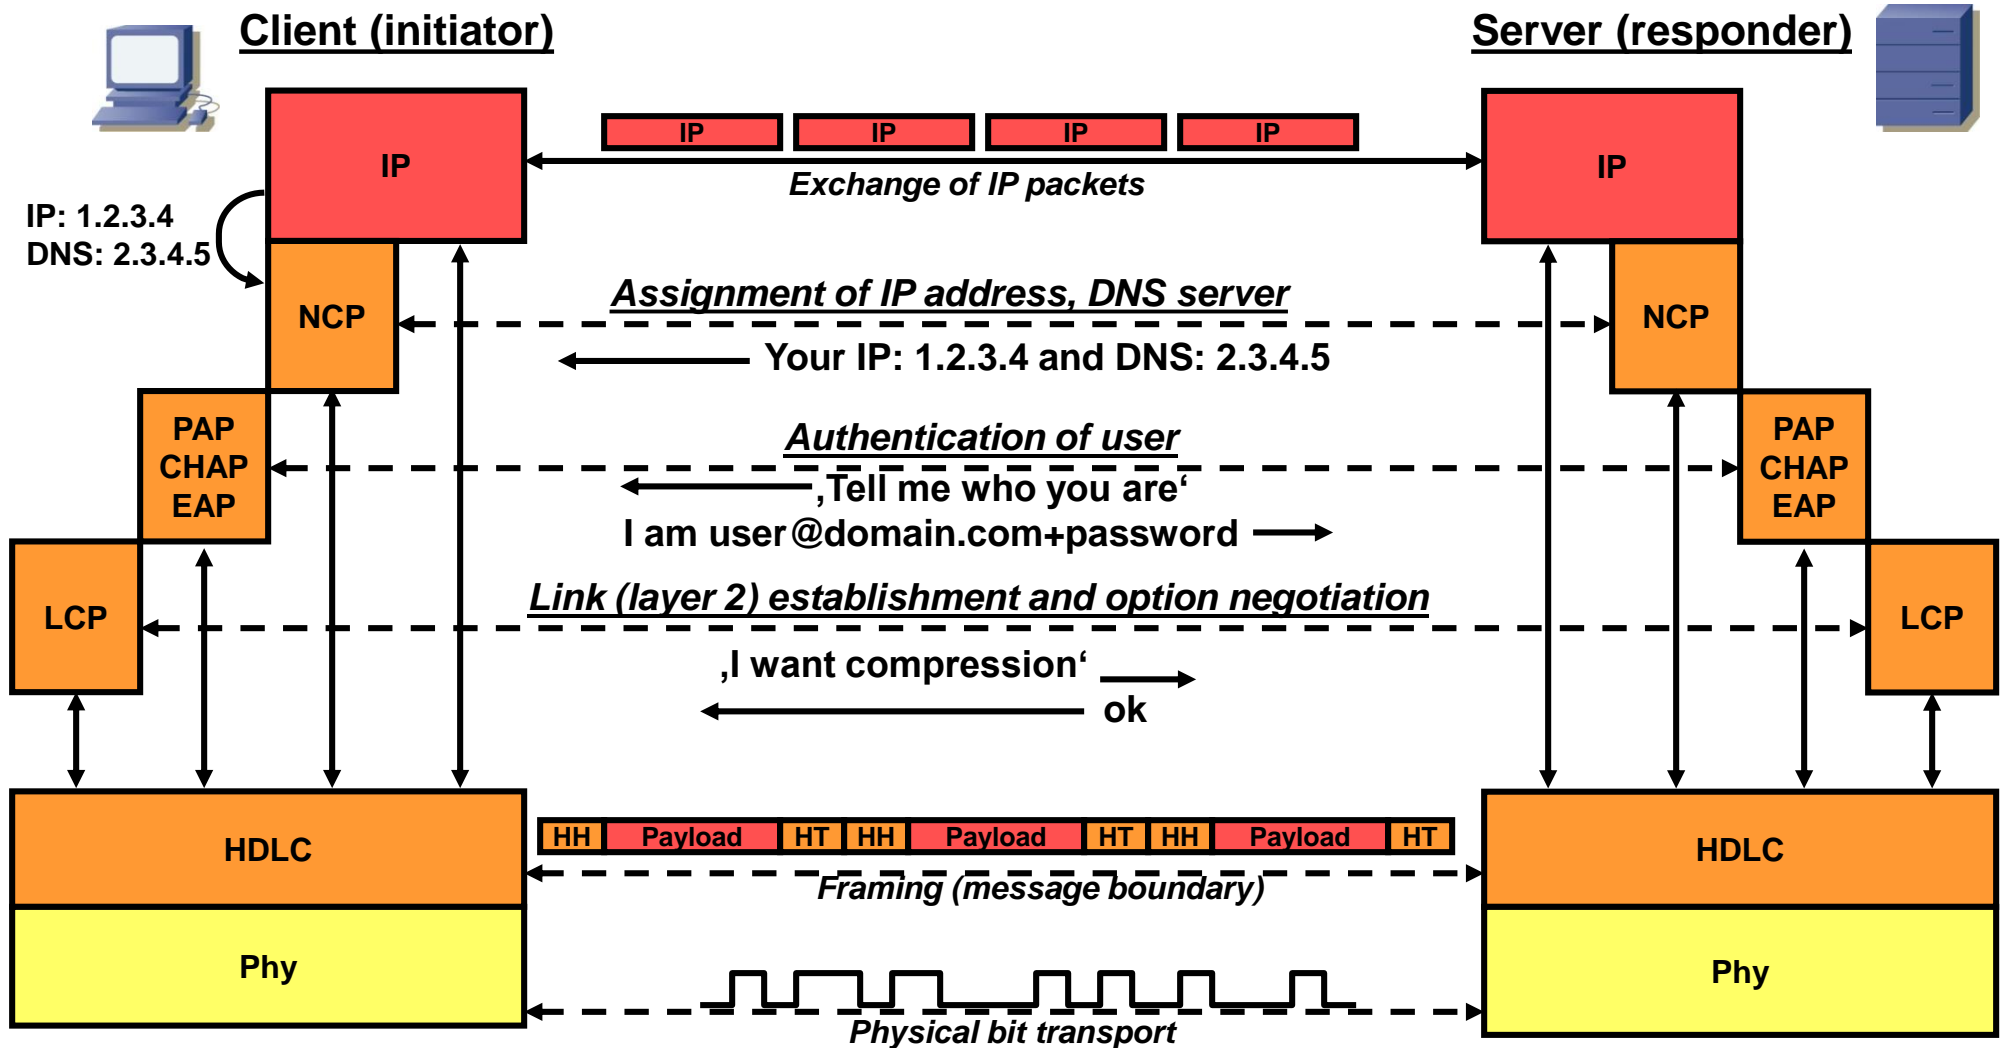 Client (initiator)
Server (responder)
IP
IP IP IP IP
Exchange of IP packets
IP
IP: 1.2.3.4
DNS: 2.3.4.5
NCP
Assignment of IP address, DNS server
NCP
Your IP: 1.2.3.4 and DNS: 2.3.4.5
PAP
CHAP
EAP
Authentication of user
‚Tell me who you are‘
I am user@domain.com+password
PAP
CHAP
EAP
LCP
Link (layer 2) establishment and option negotiation
LCP
‚I want compression‘
ok
HDLC
HH Payload HT HH Payload HT HH Payload HT
Framing (message boundary)
HDLC
Phy
Physical bit transport
Phy